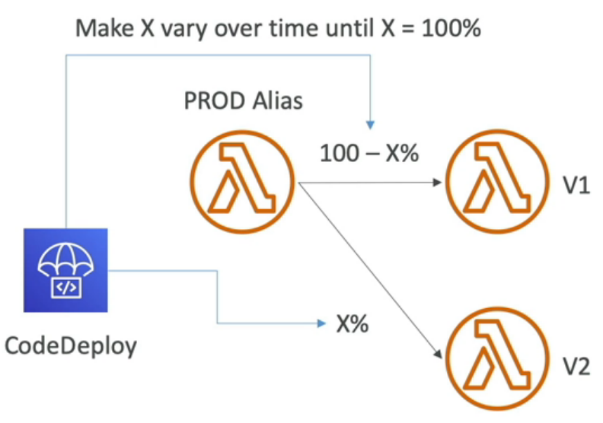 Make X vary over time until X = 100%
PROD Alias
100 – X%
V1
</>
CodeDeploy
X%
V2